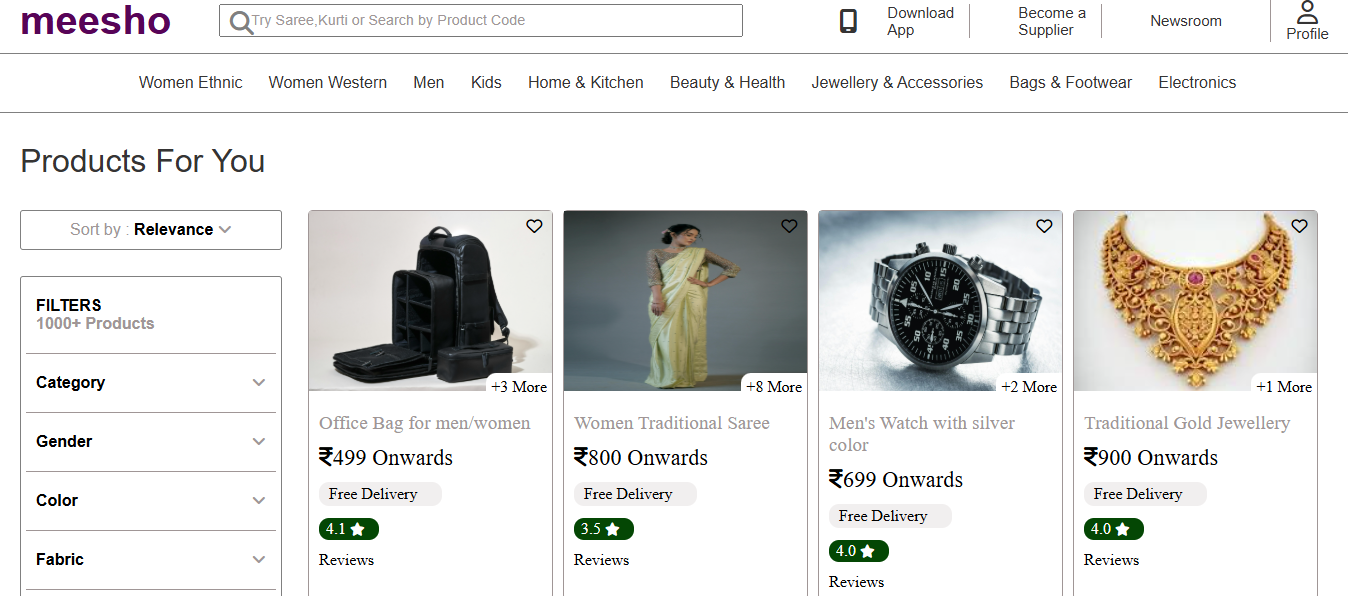 meesho
Try Saree,Kurti or Search by Product Code
Download
App
Become a
Supplier
Newsroom
Profile
Women Ethnic
Women Western
Men
Kids
Home & Kitchen
Beauty & Health
Jewellery & Accessories
Bags & Footwear
Electronics
Products For You
Sort by : Relevance
FILTERS
1000+ Products
Category
Gender
Color
Fabric
+3 More
Office Bag for men/women
₹499 Onwards
Free Delivery
4.1
Reviews
+8 More
Women Traditional Saree
₹800 Onwards
Free Delivery
3.5
Reviews
+2 More
Men's Watch with silver
color
₹699 Onwards
Free Delivery
4.0
Reviews
+1 More
Traditional Gold Jewellery
₹900 Onwards
Free Delivery
4.0
Reviews